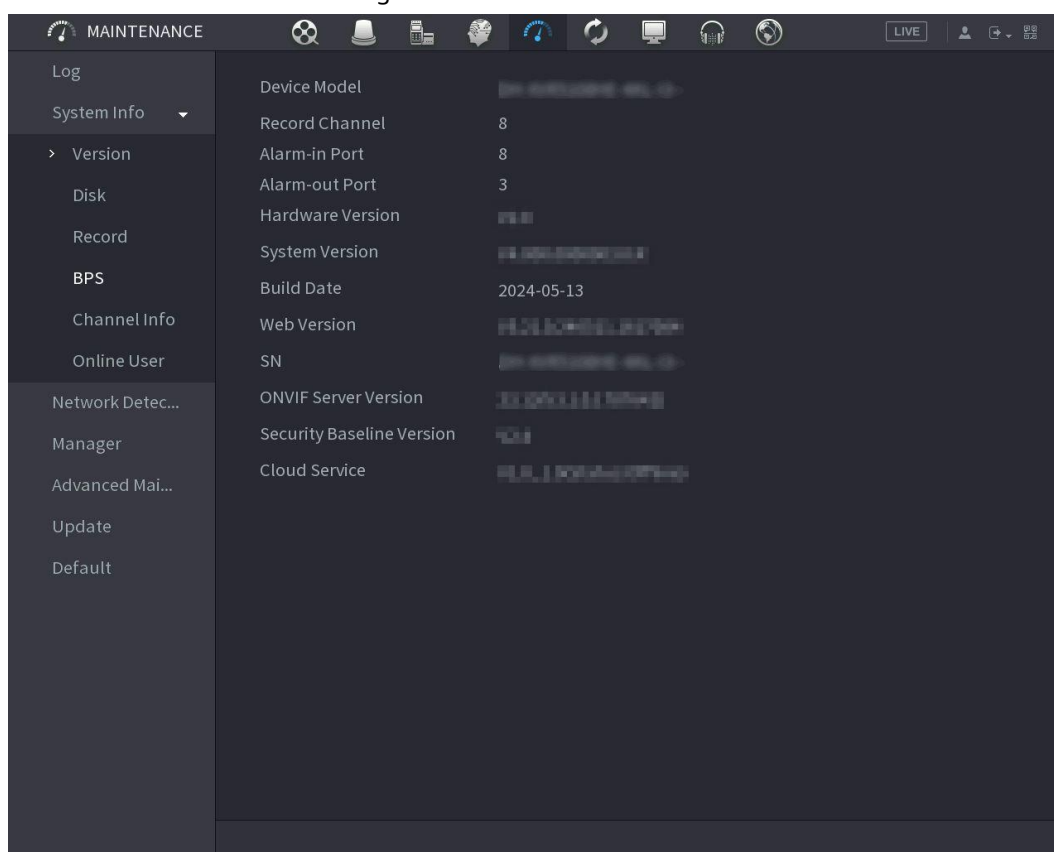 MAINTENANCE
LIVE
Log
System Info
Version
Disk
Record
BPS
Channel Info
Online User
Network Detec...
Manager
Advanced Mai...
Update
Default
Device Model
Record Channel 8
Alarm-in Port 8
Alarm-out Port 3
Hardware Version
System Version
Build Date 2024-05-13
Web Version
SN
ONVIF Server Version
Security Baseline Version
Cloud Service